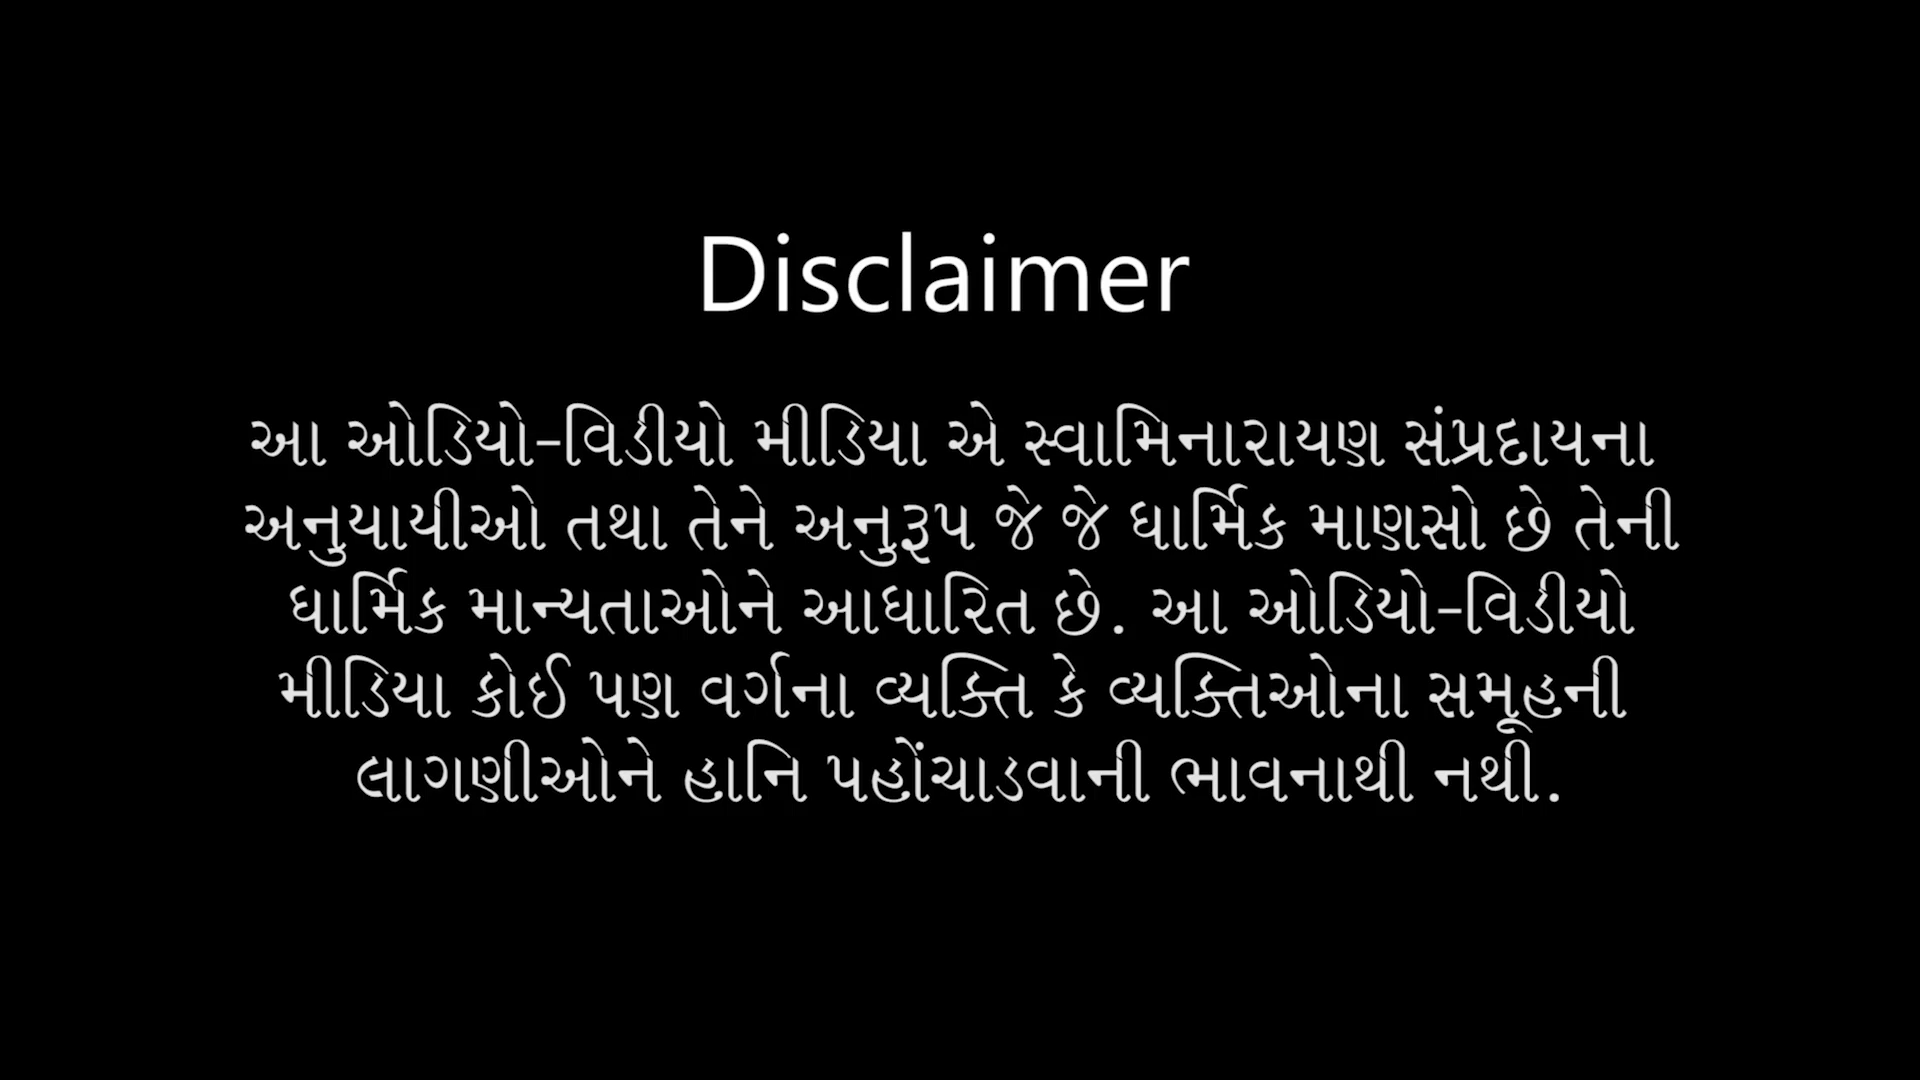 Disclaimer
આ ઓડિયો-વિડીયો મીડિયા એ સ્વામિનારાયણ સંપ્રદાયના
અનુયાયીઓ તથા તેને અનુરૂપ જે જે ધાર્મિક માણસો છે તેની
ધાર્મિક માન્યતાઓને આધારિત છે. આ ઓડિયો-વિડીયો
મીડિયા કોઈ પણ વર્ગના વ્યક્તિ કે વ્યક્તિઓના સમૂહની
લાગણીઓને હાનિ પહોંચાડવાની ભાવનાથી નથી.